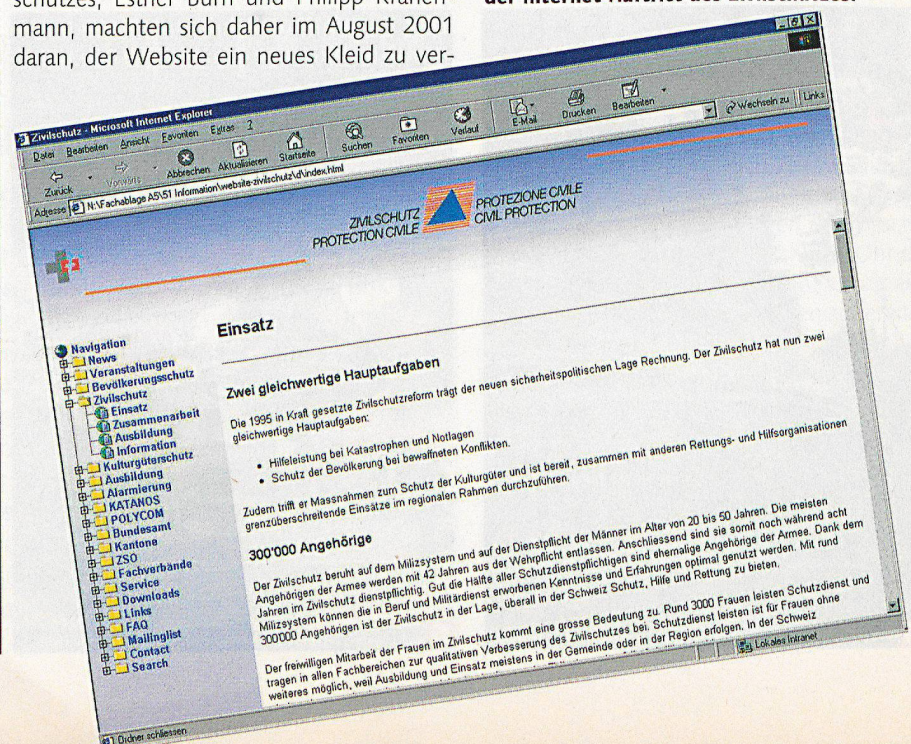 schutzes, Esther Burri und Philipp Kranen-
mann, machten sich daher im August 2001
daran, der Website ein neues Kleid zu ver-
der Internet-Auftritt des Zivilschutzes.
Zivilschutz - Microsoft Internet Explorer
Datei Bearbeiten Ansicht Favoriten Extras ?
Zurück Vorwärts Abbrechen Aktualisieren Startseite Suchen Favoriten Verlauf E-Mail Drucken Bearbeiten
Adresse N:\Fachablage A5\51 Information\website-zivilschutz\d\index.html Wechseln zu Links
ZIVILSCHUTZ PROTEZIONE CIVILE
PROTECTION CIVILE CIVIL PROTECTION
Navigation
News
Veranstaltungen
Bevölkerungsschutz
Zivilschutz
Einsatz
Zusammenarbeit
Ausbildung
Information
Kulturgüterschutz
Ausbildung
Alarmierung
KATANOS
POLYCOM
Bundesamt
Kantone
ZSO
Fachverbände
Service
Downloads
Links
FAQ
Mailinglist
Contact
Search
Einsatz
Zwei gleichwertige Hauptaufgaben
Die 1995 in Kraft gesetzte Zivilschutzreform trägt der neuen sicherheitspolitischen Lage Rechnung. Der Zivilschutz hat nun zwei
gleichwertige Hauptaufgaben:
• Hilfeleistung bei Katastrophen und Notlagen
• Schutz der Bevölkerung bei bewaffneten Konflikten.
Zudem trifft er Massnahmen zum Schutz der Kulturgüter und ist bereit, zusammen mit anderen Rettungs- und Hilfsorganisationen
grenzüberschreitende Einsätze im regionalen Rahmen durchzuführen.
300'000 Angehörige
Der Zivilschutz beruht auf dem Milizsystem und auf der Dienstpflicht der Männer im Alter von 20 bis 50 Jahren. Die meisten
Angehörigen der Armee werden mit 42 Jahren aus der Wehrpflicht entlassen. Anschliessend sind sie somit noch während acht
Jahren im Zivilschutz dienstpflichtig. Gut die Hälfte aller Schutzdienstpflichtigen sind ehemalige Angehörige der Armee. Dank dem
Milizsystem können die in Beruf und Militärdienst erworbenen Kenntnisse und Erfahrungen optimal genutzt werden. Mit rund
300000 Angehörigen ist der Zivilschutz in der Lage, überall in der Schweiz Schutz, Hilfe und Rettung zu bieten.
Der freiwilligen Mitarbeit der Frauen im Zivilschutz kommt eine grosse Bedeutung zu. Rund 3000 Frauen leisten Schutzdienst und
tragen in allen Fachbereichen zur qualitativen Verbesserung des Zivilschutzes bei. Schutzdienst leisten ist für Frauen ohne
weiteres möglich, weil Ausbildung und Einsatz meistens in der Gemeinde oder in der Region erfolgen. In der Schweiz
Ordner schliessen
Lokales Intranet